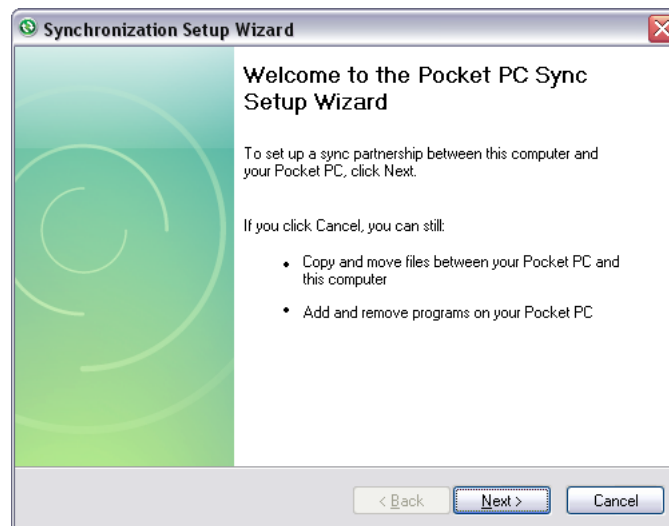 Synchronization Setup Wizard
Welcome to the Pocket PC Sync
Setup Wizard
To set up a sync partnership between this computer and
your Pocket PC, click Next.
If you click Cancel, you can still:
• Copy and move files between your Pocket PC and
this computer
• Add and remove programs on your Pocket PC
< Back Next > Cancel